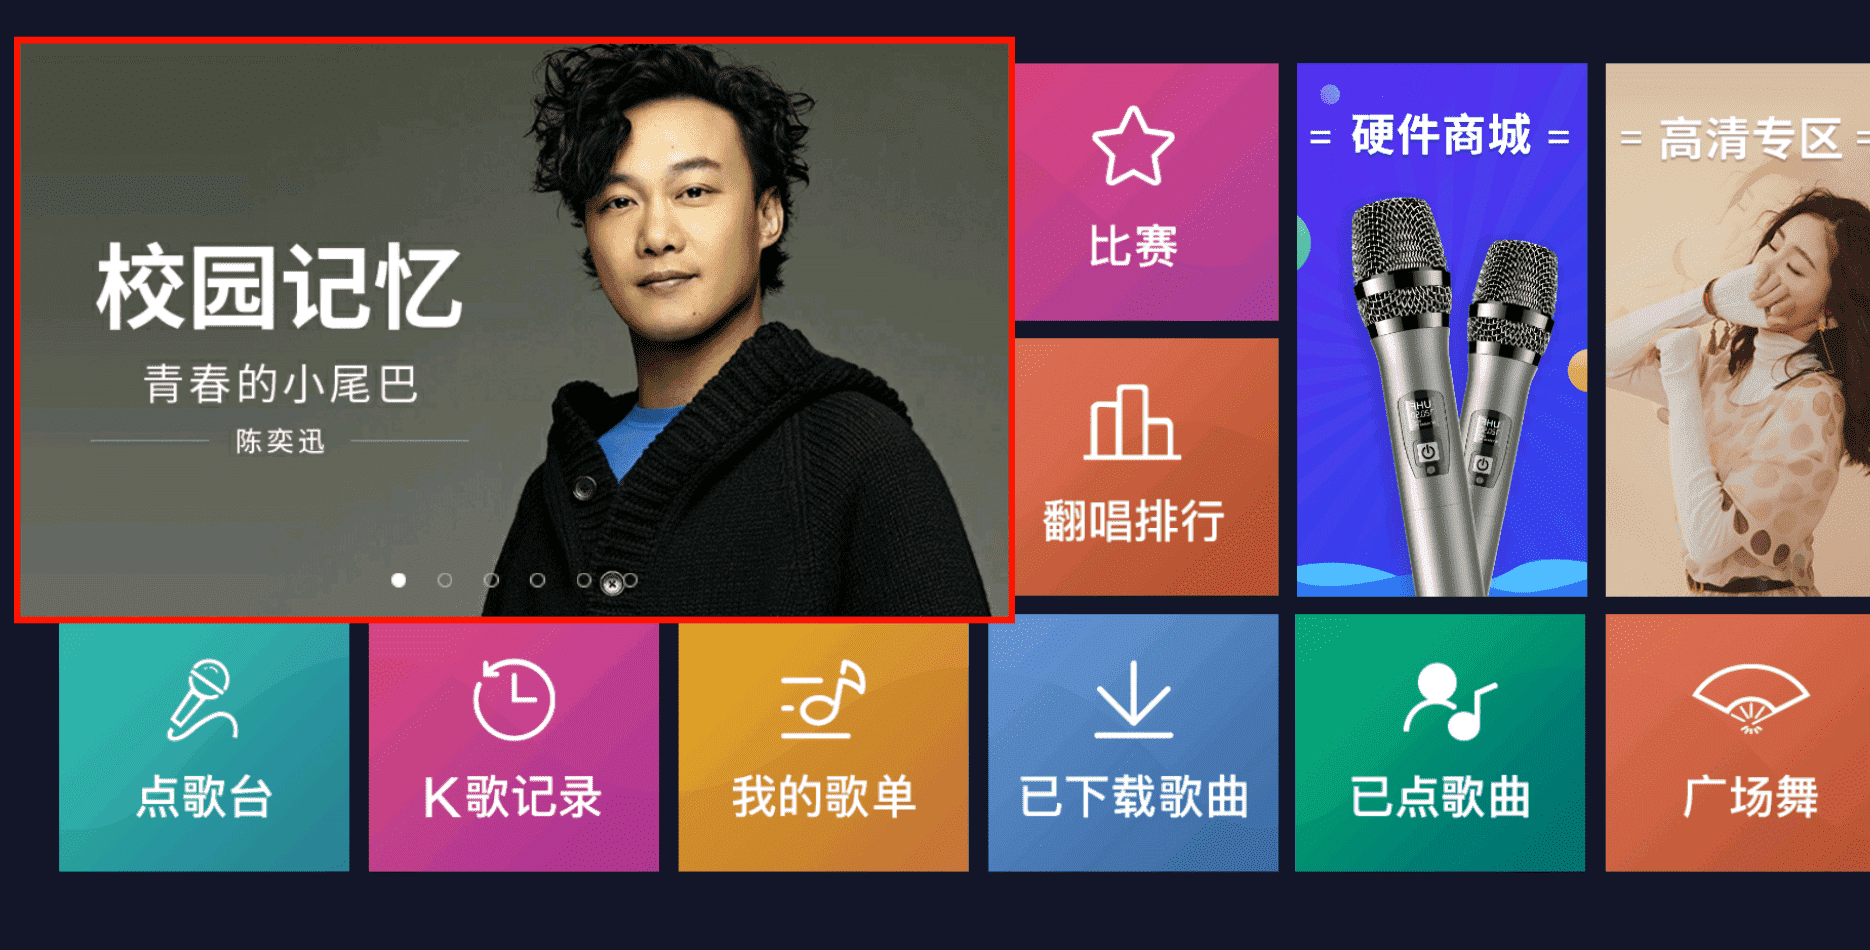 校园记忆
青春的小尾巴
陈奕迅
比赛
翻唱排行
= 硬件商城 =
= 高清专区 =
点歌台
K歌记录
我的歌单
已下载歌曲
已点歌曲
广场舞